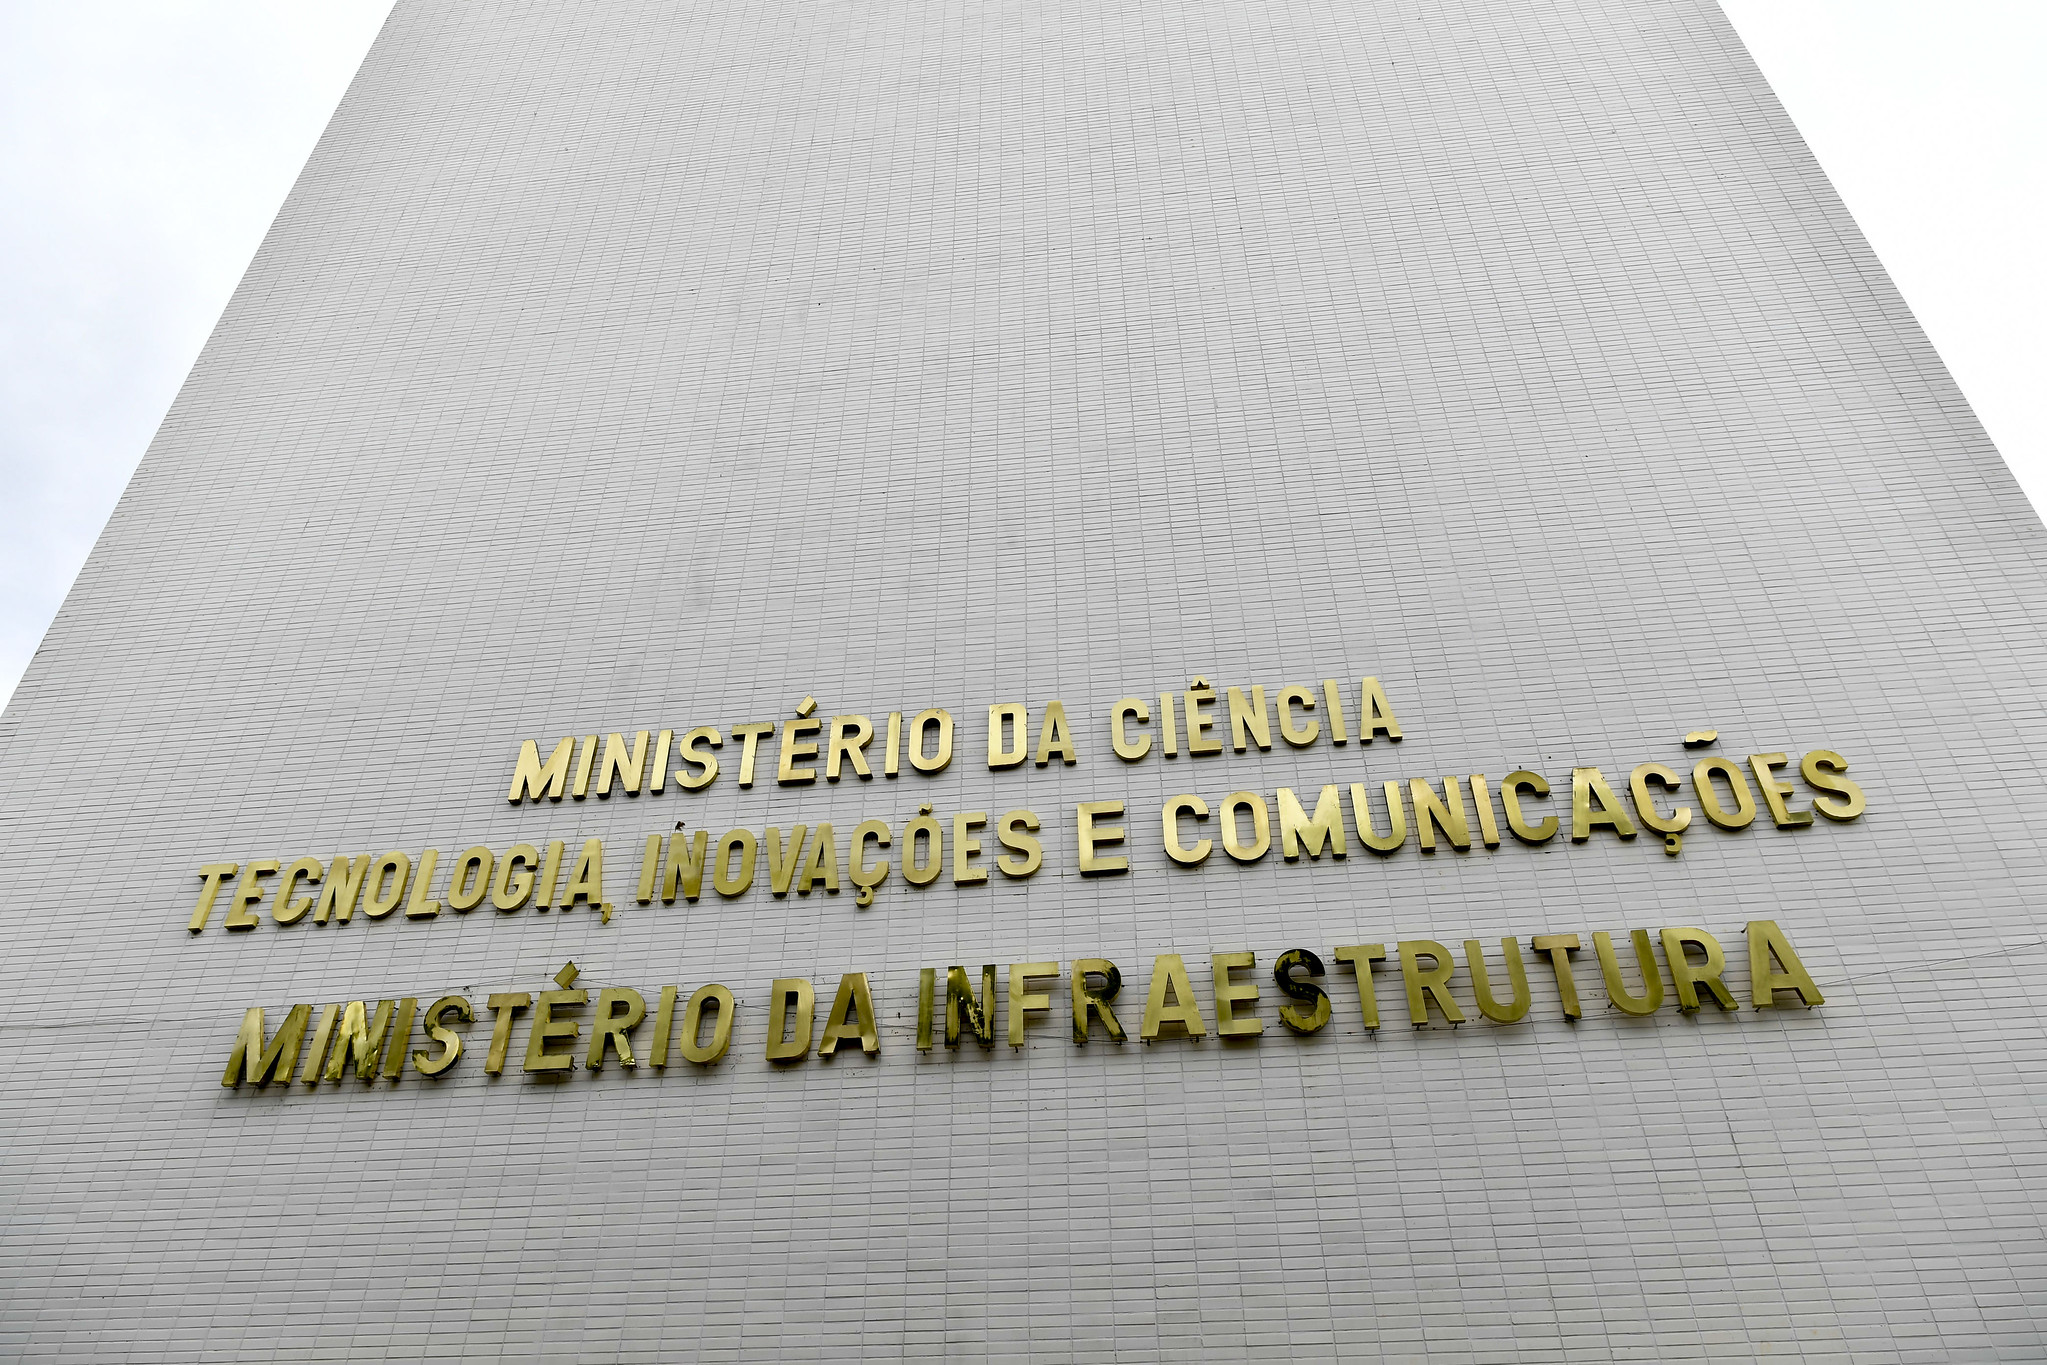 MINISTÉRIO DA CIÊNCIA
TECNOLOGIA, INOVAÇÕES E COMUNICAÇÕES
MINISTÉRIO DA INFRAESTRUTURA